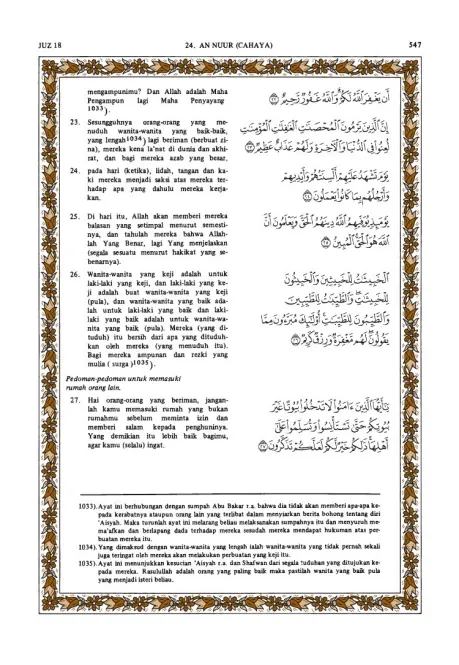 JUZ 18 24. AN NUUR (CAHAYA) 547
mengampunimu? Dan Allah adalah Maha
Pengampun lagi Maha Penyayang
1033).
أَن يَغْفِرَ اللَّهُ لَكُمْ وَاللَّهُ غَفُورٌ رَّحِيمٌ ﴿٢٢﴾
23. Sesungguhnya orang-orang yang me-
nuduh wanita-wanita yang baik-baik,
yang lengah1034) lagi beriman (berbuat zi-
na), mereka kena la'nat di dunia dan akhi-
rat, dan bagi mereka azab yang besar,
إِنَّ الَّذِينَ يَرْمُونَ الْمُحْصَنَاتِ الْغَافِلَاتِ الْمُؤْمِنَاتِ
لُعِنُوا فِي الدُّنْيَا وَالْآخِرَةِ وَلَهُمْ عَذَابٌ عَظِيمٌ ﴿٢٣﴾
24. pada hari (ketika), lidah, tangan dan ka-
ki mereka menjadi saksi atas mereka ter-
hadap apa yang dahulu mereka kerja-
kan.
يَوْمَ تَشْهَدُ عَلَيْهِمْ أَلْسِنَتُهُمْ وَأَيْدِيهِمْ
وَأَرْجُلُهُم بِمَا كَانُوا يَعْمَلُونَ ﴿٢٤﴾
25. Di hari itu, Allah akan memberi mereka
balasan yang setimpal menurut semesti-
nya, dan tahulah mereka bahwa Allah-
lah Yang Benar, lagi Yang menjelaskan
(segala sesuatu menurut hakikat yang se-
benarnya).
يَوْمَئِذٍ يُوَفِّيهِمُ اللَّهُ دِينَهُمُ الْحَقَّ وَيَعْلَمُونَ أَنَّ
اللَّهَ هُوَ الْحَقُّ الْمُبِينُ ﴿٢٥﴾
26. Wanita-wanita yang keji adalah untuk
laki-laki yang keji, dan laki-laki yang ke-
ji adalah buat wanita-wanita yang keji
(pula), dan wanita-wanita yang baik ada-
lah untuk laki-laki yang baik dan laki-
laki yang baik adalah untuk wanita-wa-
nita yang baik (pula). Mereka (yang di-
tuduh) itu bersih dari apa yang dituduh-
kan oleh mereka (yang menuduh itu).
Bagi mereka ampunan dan rezki yang
mulia ( surga )1035).
الْخَبِيثَاتُ لِلْخَبِيثِينَ وَالْخَبِيثُونَ
لِلْخَبِيثَاتِ وَالطَّيِّبَاتُ لِلطَّيِّبِينَ
وَالطَّيِّبُونَ لِلطَّيِّبَاتِ أُولَٰئِكَ مُبَرَّءُونَ مِمَّا
يَقُولُونَ لَهُم مَّغْفِرَةٌ وَرِزْقٌ كَرِيمٌ ﴿٢٦﴾
Pedoman-pedoman untuk memasuki
rumah orang lain.
27. Hai orang-orang yang beriman, jangan-
lah kamu memasuki rumah yang bukan
rumahmu sebelum meminta izin dan
memberi salam kepada penghuninya.
Yang demikian itu lebih baik bagimu,
agar kamu (selalu) ingat.
يَا أَيُّهَا الَّذِينَ آمَنُوا لَا تَدْخُلُوا بُيُوتًا غَيْرَ
بُيُوتِكُمْ حَتَّىٰ تَسْتَأْنِسُوا وَتُسَلِّمُوا عَلَىٰ
أَهْلِهَا ذَٰلِكُمْ خَيْرٌ لَّكُمْ لَعَلَّكُمْ تَذَكَّرُونَ ﴿٢٧﴾
1033). Ayat ini berhubungan dengan sumpah Abu Bakar r.a. bahwa dia tidak akan memberi apa-apa ke-
pada kerabatnya ataupun orang lain yang terlibat dalam menyiarkan berita bohong tentang diri
'Aisyah. Maka turunlah ayat ini melarang beliau melaksanakan sumpahnya itu dan menyuruh me-
ma'afkan dan berlapang dada terhadap mereka sesudah mereka mendapat hukuman atas per-
buatan mereka itu.
1034). Yang dimaksud dengan wanita-wanita yang lengah ialah wanita-wanita yang tidak pernah sekali
juga teringat oleh mereka akan melakukan perbuatan yang keji itu.
1035). Ayat ini menunjukkan kesucian 'Aisyah r.a. dan Shafwan dari segala tuduhan yang ditujukan ke-
pada mereka. Rasulullah adalah orang yang paling baik maka pastilah wanita yang baik pula
yang menjadi isteri beliau.